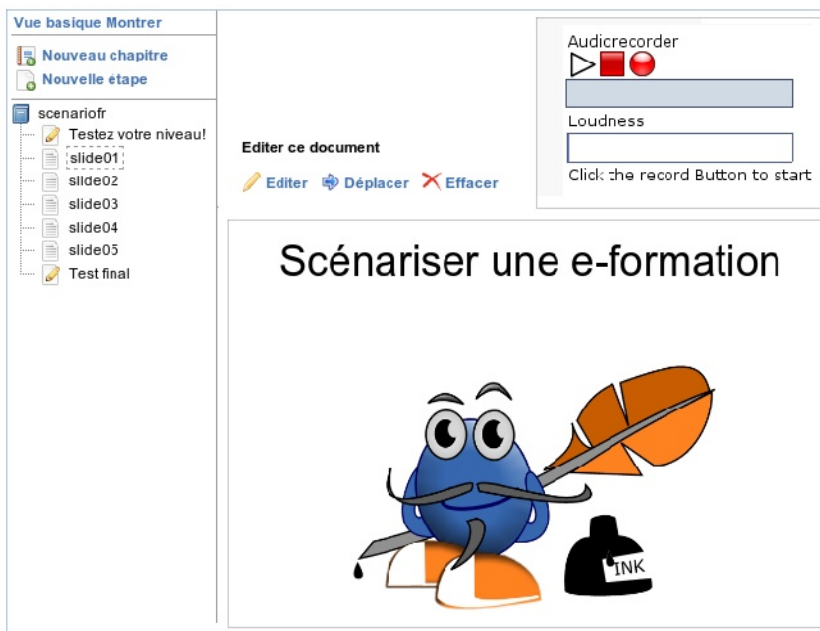 Vue basique Montrer
Nouveau chapitre
Nouvelle étape
scenariofr
Testez votre niveau!
slide01
slide02
slide03
slide04
slide05
Test final
Editer ce document
Editer Déplacer Effacer
Audicrecorder
Loudness
Click the record Button to start
Scénariser une e-formation
INK